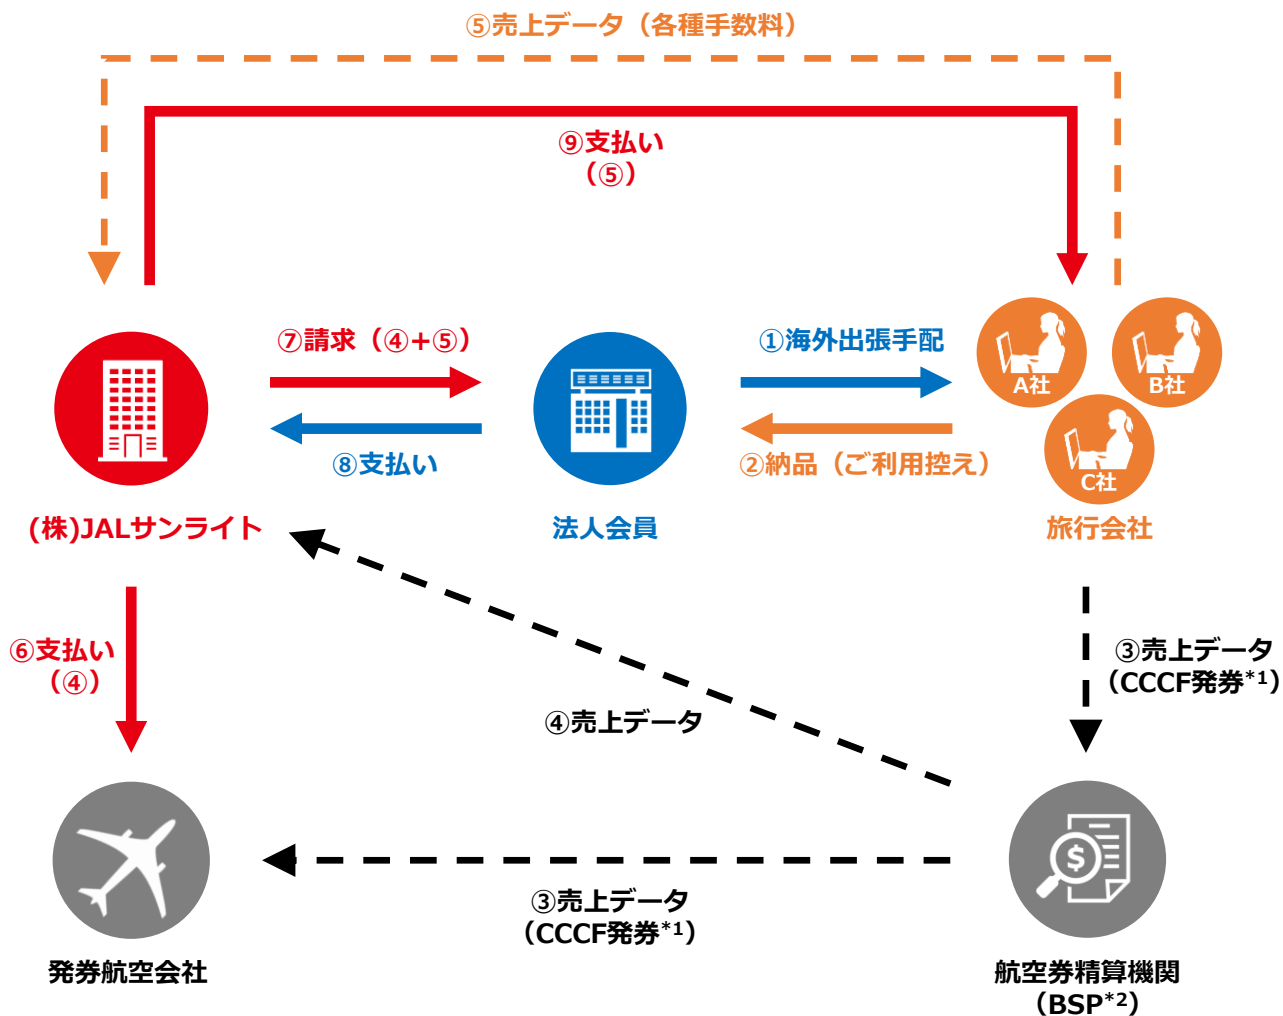 ⑤売上データ（各種手数料）
⑨支払い
（⑤）
⑦請求（④+⑤）
①海外出張手配
A社
B社
⑧支払い
②納品（ご利用控え）
C社
(株)JALサンライト
法人会員
旅行会社
⑥支払い
（④）
③売上データ
（CCCF発券*1）
④売上データ
③売上データ
（CCCF発券*1）
発券航空会社
航空券精算機関
（BSP*2）